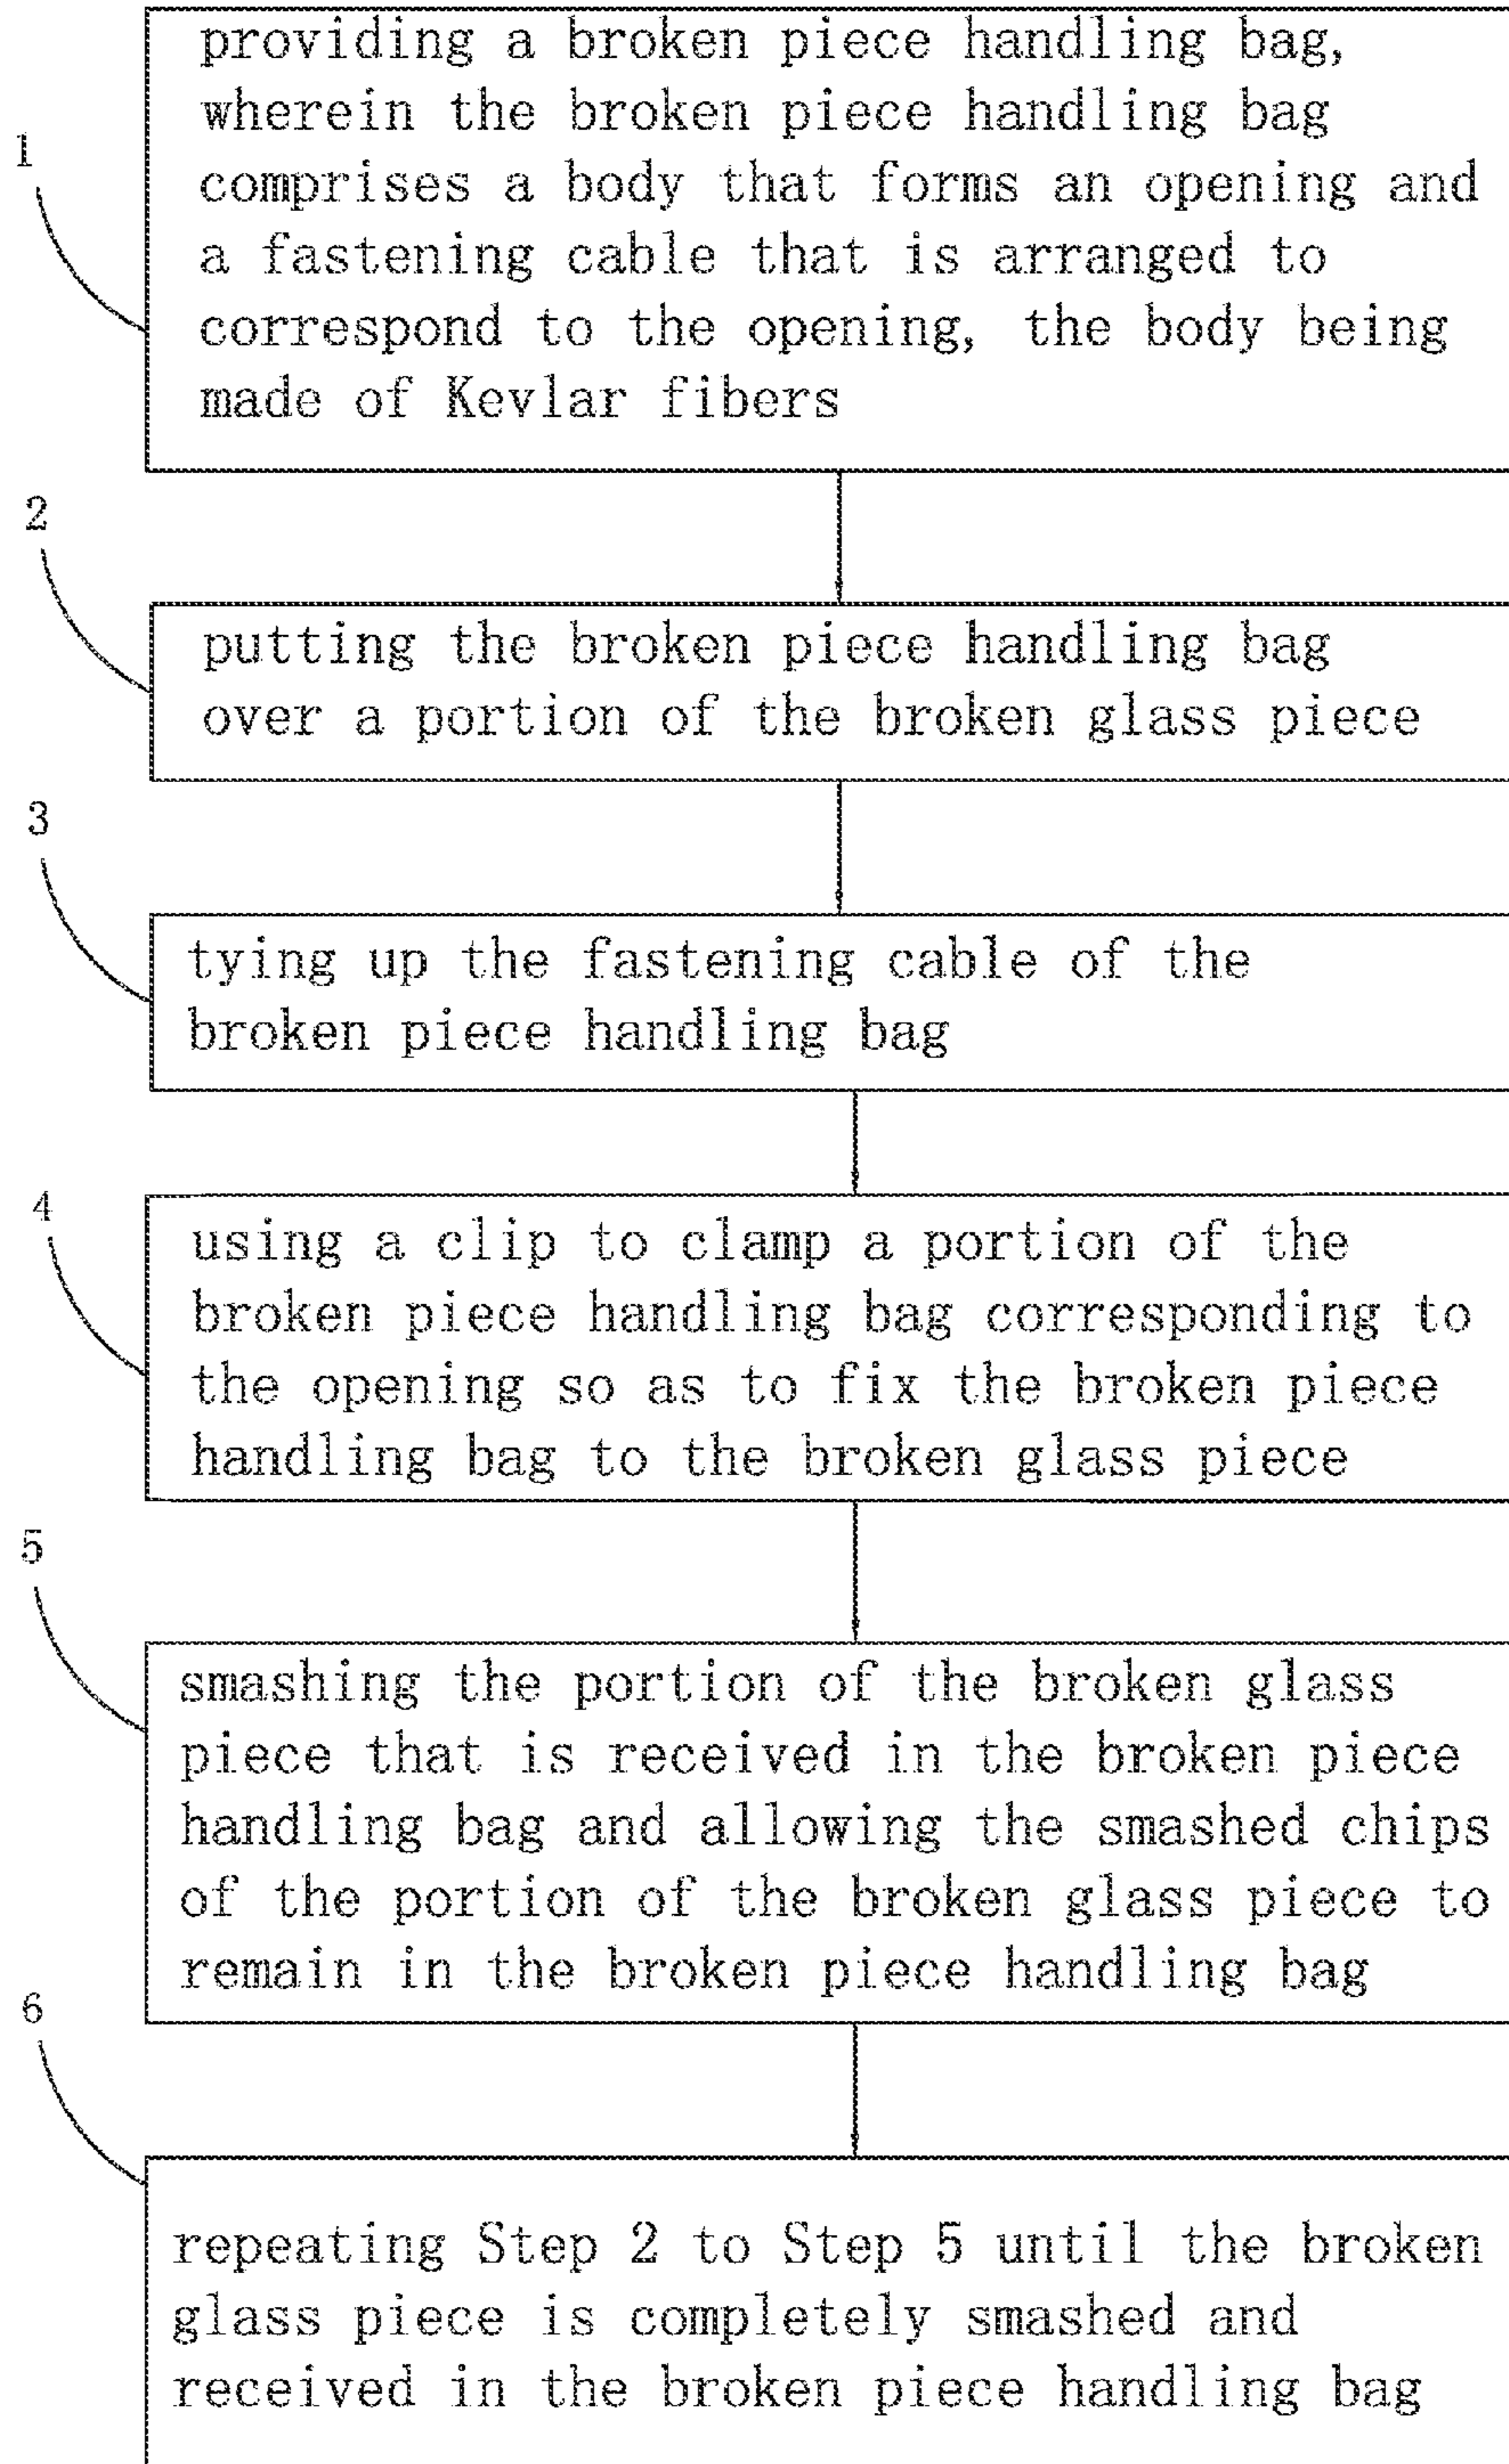 1
providing a broken piece handling bag,
wherein the broken piece handling bag
comprises a body that forms an opening and
a fastening cable that is arranged to
correspond to the opening, the body being
made of Kevlar fibers
2
putting the broken piece handling bag
over a portion of the broken glass piece
3
tying up the fastening cable of the
broken piece handling bag
4
using a clip to clamp a portion of the
broken piece handling bag corresponding to
the opening so as to fix the broken piece
handling bag to the broken glass piece
5
smashing the portion of the broken glass
piece that is received in the broken piece
handling bag and allowing the smashed chips
of the portion of the broken glass piece to
remain in the broken piece handling bag
6
repeating Step 2 to Step 5 until the broken
glass piece is completely smashed and
received in the broken piece handling bag